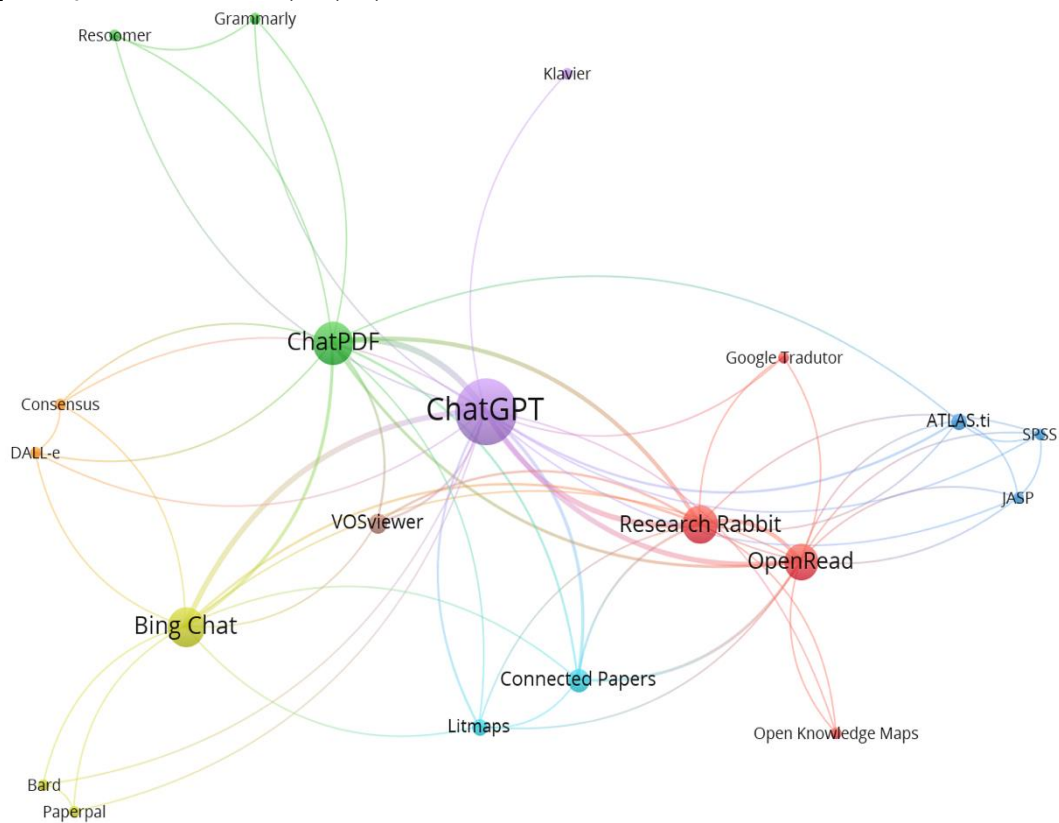 Grammarly
Resoomer
Klavier
ChatPDF
Google Tradutor
Consensus
ChatGPT
ATLAS.ti
SPSS
DALL-e
JASP
VOSviewer
Research Rabbit
OpenRead
Bing Chat
Connected Papers
Litmaps
Open Knowledge Maps
Bard
Paperpal